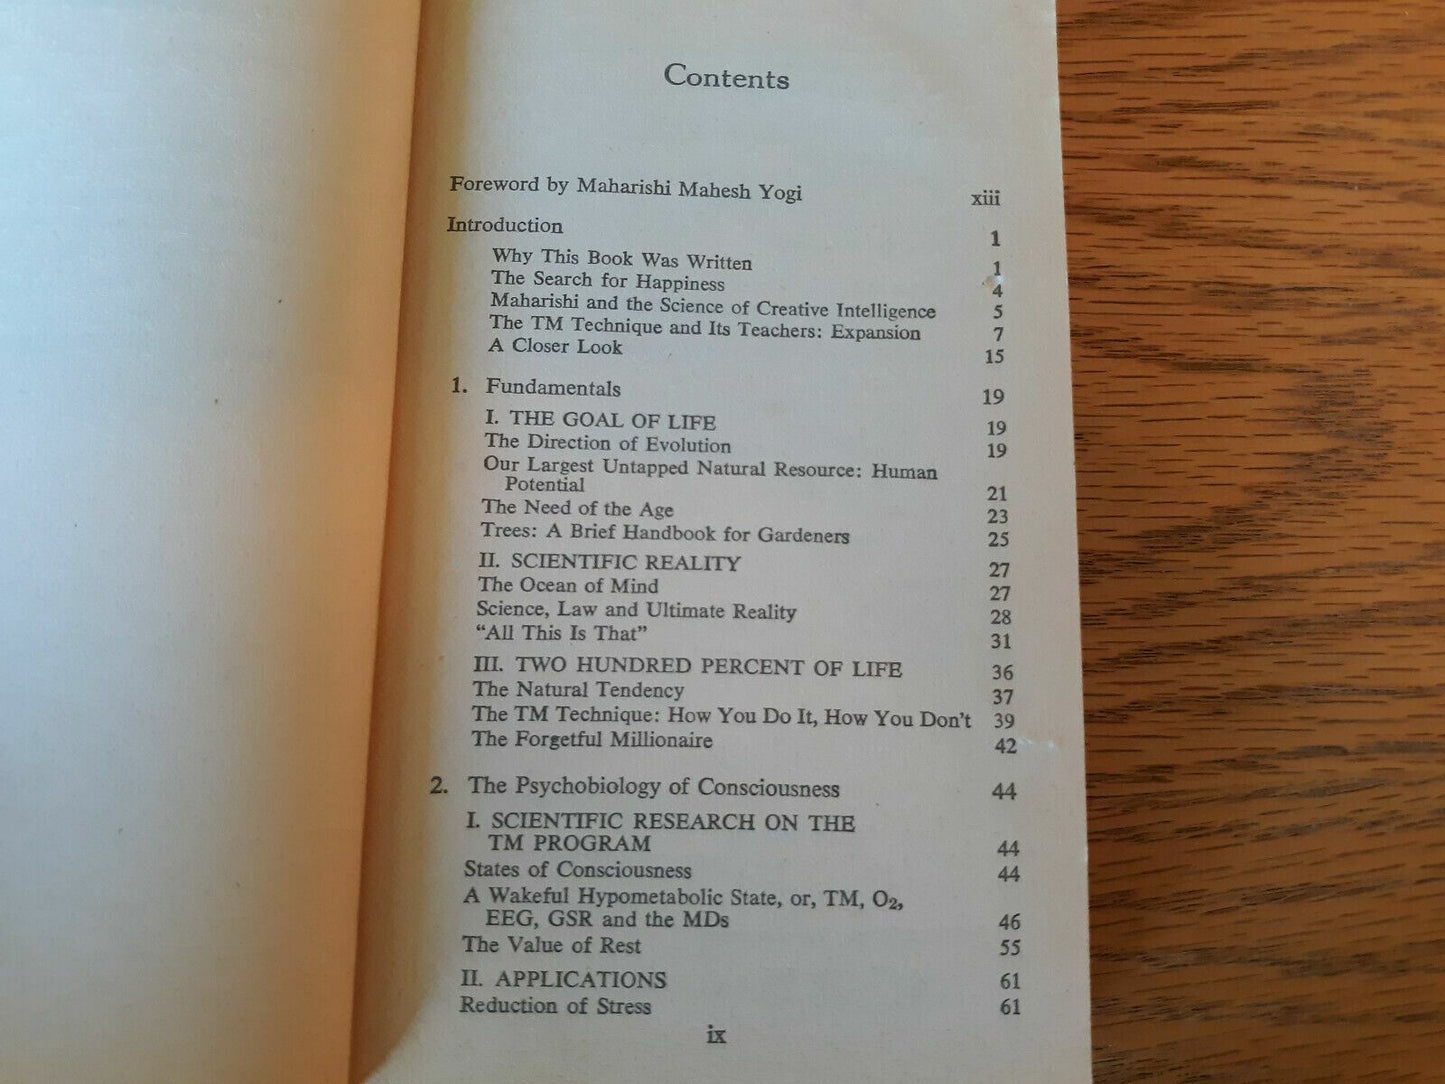 Contents
Foreword by Maharishi Mahesh Yogi xiii
Introduction 1
Why This Book Was Written 1
The Search for Happiness 4
Maharishi and the Science of Creative Intelligence 5
The TM Technique and Its Teachers: Expansion 7
A Closer Look 15
1. Fundamentals 19
I. THE GOAL OF LIFE 19
The Direction of Evolution 19
Our Largest Untapped Natural Resource: Human
Potential 21
The Need of the Age 23
Trees: A Brief Handbook for Gardeners 25
II. SCIENTIFIC REALITY 27
The Ocean of Mind 27
Science, Law and Ultimate Reality 28
"All This Is That" 31
III. TWO HUNDRED PERCENT OF LIFE 36
The Natural Tendency 37
The TM Technique: How You Do It, How You Don't 39
The Forgetful Millionaire 42
2. The Psychobiology of Consciousness 44
I. SCIENTIFIC RESEARCH ON THE
TM PROGRAM 44
States of Consciousness 44
A Wakeful Hypometabolic State, or, TM, O₂,
EEG, GSR and the MDs 46
The Value of Rest 55
II. APPLICATIONS 61
Reduction of Stress 61
ix